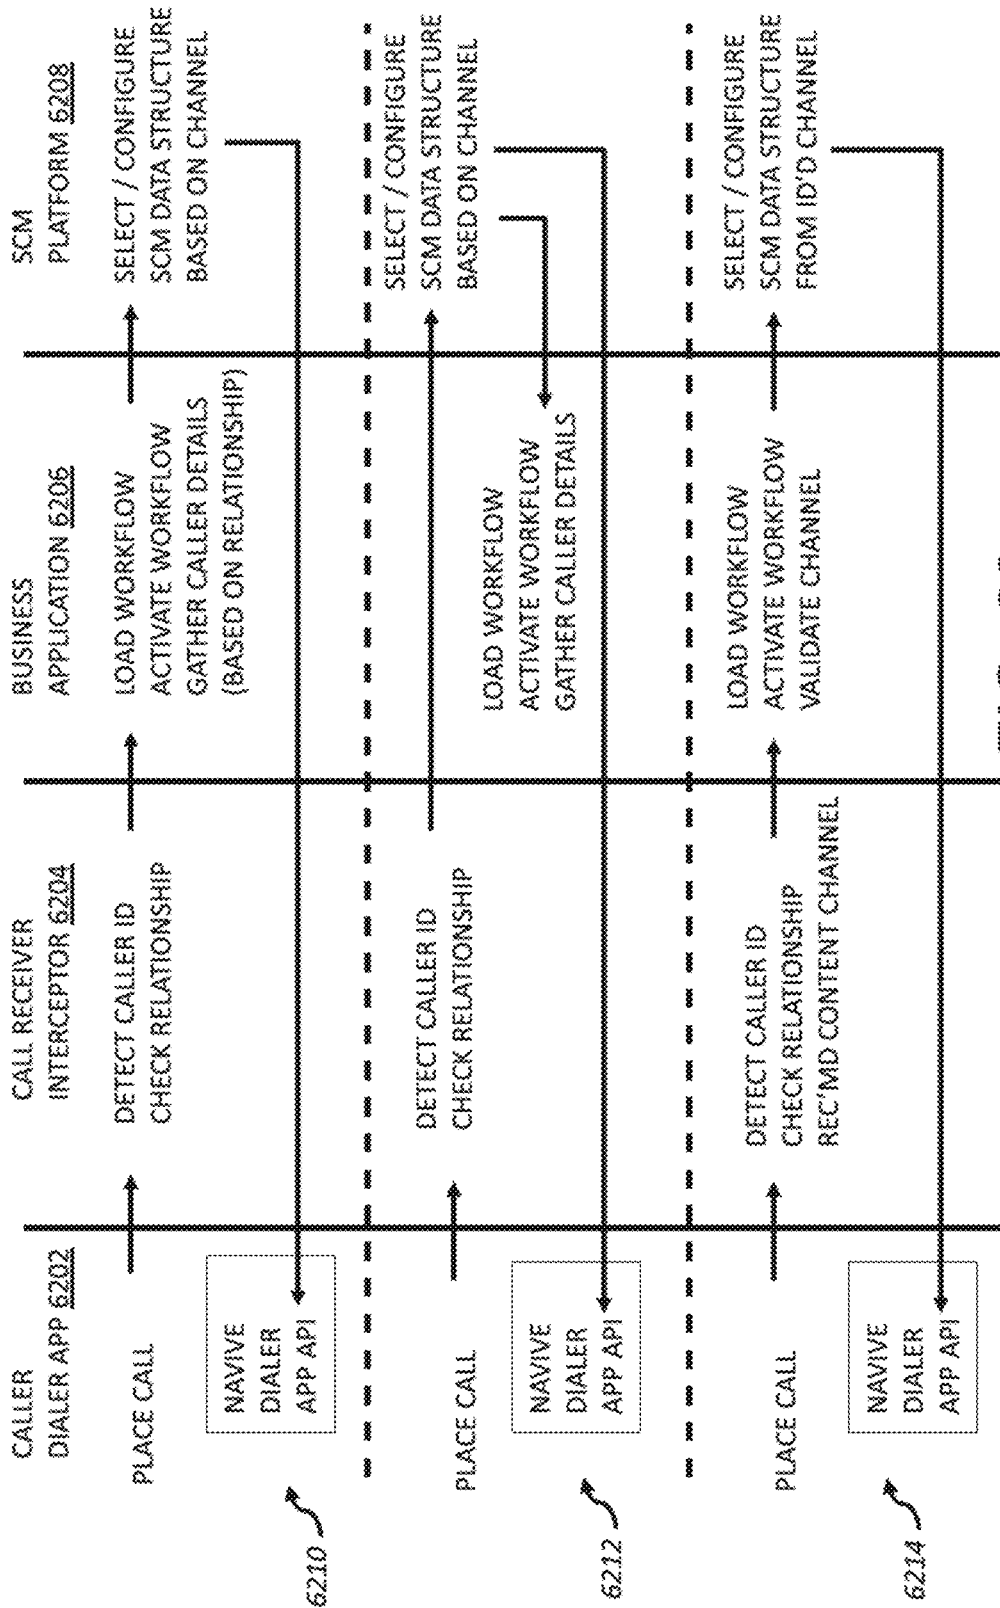 CALLER
DIALER APP 6202
CALL RECEIVER
INTERCEPTOR 6204
BUSINESS
APPLICATION 6206
SCM
PLATFORM 6208
PLACE CALL
DETECT CALLER ID
CHECK RELATIONSHIP
LOAD WORKFLOW
ACTIVATE WORKFLOW
GATHER CALLER DETAILS
(BASED ON RELATIONSHIP)
SELECT / CONFIGURE
SCM DATA STRUCTURE
BASED ON CHANNEL
NAVIVE
DIALER
APP API
6210
PLACE CALL
DETECT CALLER ID
CHECK RELATIONSHIP
SELECT / CONFIGURE
SCM DATA STRUCTURE
BASED ON CHANNEL
LOAD WORKFLOW
ACTIVATE WORKFLOW
GATHER CALLER DETAILS
NAVIVE
DIALER
APP API
6212
PLACE CALL
DETECT CALLER ID
CHECK RELATIONSHIP
REC'MD CONTENT CHANNEL
LOAD WORKFLOW
ACTIVATE WORKFLOW
VALIDATE CHANNEL
SELECT / CONFIGURE
SCM DATA STRUCTURE
FROM ID'D CHANNEL
NAVIVE
DIALER
APP API
6214